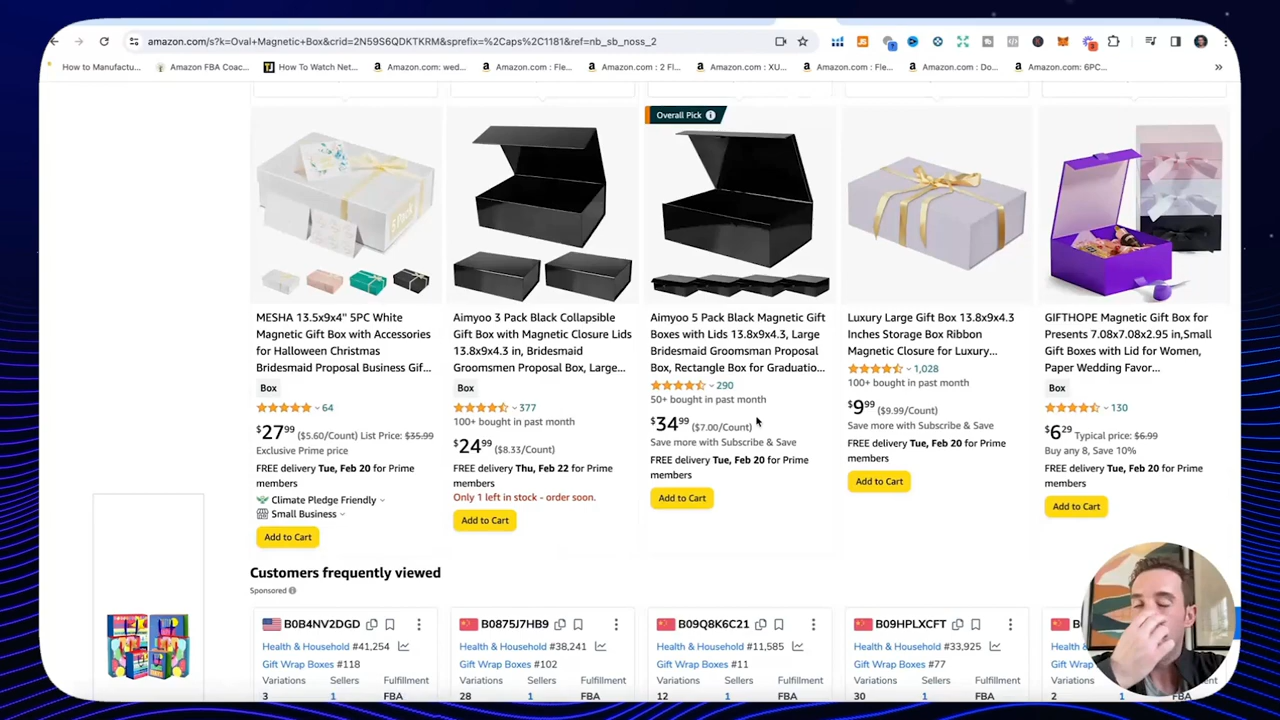 amazon.com/s?k=Oval+Magnetic+Box&crid=2N59S6QDKTKRM&sprefix=%2Caps%2C1181&ref=nb_sb_noss_2
How to Manufactu... Amazon FBA Coac... How To Watch Net... Amazon.com: wed... Amazon.com : Fle... Amazon.com : 2 Fl... Amazon.com : XU... Amazon.com : Fle... Amazon.com : Do... Amazon.com: 6PC... »
Overall Pick
MESHA 13.5x9x4" 5PC White
Magnetic Gift Box with Accessories
for Halloween Christmas
Bridesmaid Proposal Business Gif...
Box
64
$27.99 ($5.60/Count) List Price: $35.99
Exclusive Prime price
FREE delivery Tue, Feb 20 for Prime
members
Climate Pledge Friendly
Small Business
Add to Cart
Aimyoo 3 Pack Black Collapsible
Gift Box with Magnetic Closure Lids
13.8x9x4.3 in, Bridesmaid
Groomsmen Proposal Box, Large...
Box
377
100+ bought in past month
$24.99 ($8.33/Count)
FREE delivery Thu, Feb 22 for Prime
members
Only 1 left in stock - order soon.
Add to Cart
Aimyoo 5 Pack Black Magnetic Gift
Boxes with Lids 13.8x9x4.3, Large
Bridesmaid Groomsman Proposal
Box, Rectangle Box for Graduatio...
290
50+ bought in past month
$34.99 ($7.00/Count)
Save more with Subscribe & Save
FREE delivery Tue, Feb 20 for Prime
members
Add to Cart
Luxury Large Gift Box 13.8x9x4.3
Inches Storage Box Ribbon
Magnetic Closure for Luxury...
1,028
100+ bought in past month
$9.99 ($9.99/Count)
Save more with Subscribe & Save
FREE delivery Tue, Feb 20 for Prime
members
Add to Cart
GIFTHOPE Magnetic Gift Box for
Presents 7.08x7.08x2.95 in,Small
Gift Boxes with Lid for Women,
Paper Wedding Favor...
Box
130
$6.29 Typical price: $6.99
Buy any 8, Save 10%
FREE delivery Tue, Feb 20 for Prime
members
Add to Cart
Customers frequently viewed
Sponsored
B0B4NV2DGD
Health & Household #41,254
Gift Wrap Boxes #118
Variations Sellers Fulfillment
3 1 FBA
B0875J7HB9
Health & Household #38,241
Gift Wrap Boxes #102
Variations Sellers Fulfillment
28 1 FBA
B09Q8K6C21
Health & Household #11,585
Gift Wrap Boxes #11
Variations Sellers Fulfillment
12 1 FBA
B09HPLXCFT
Health & Household #33,925
Gift Wrap Boxes #77
Variations Sellers Fulfillment
30 1 FBA
Health
Gift Wrap
Variations
2 1 FBA